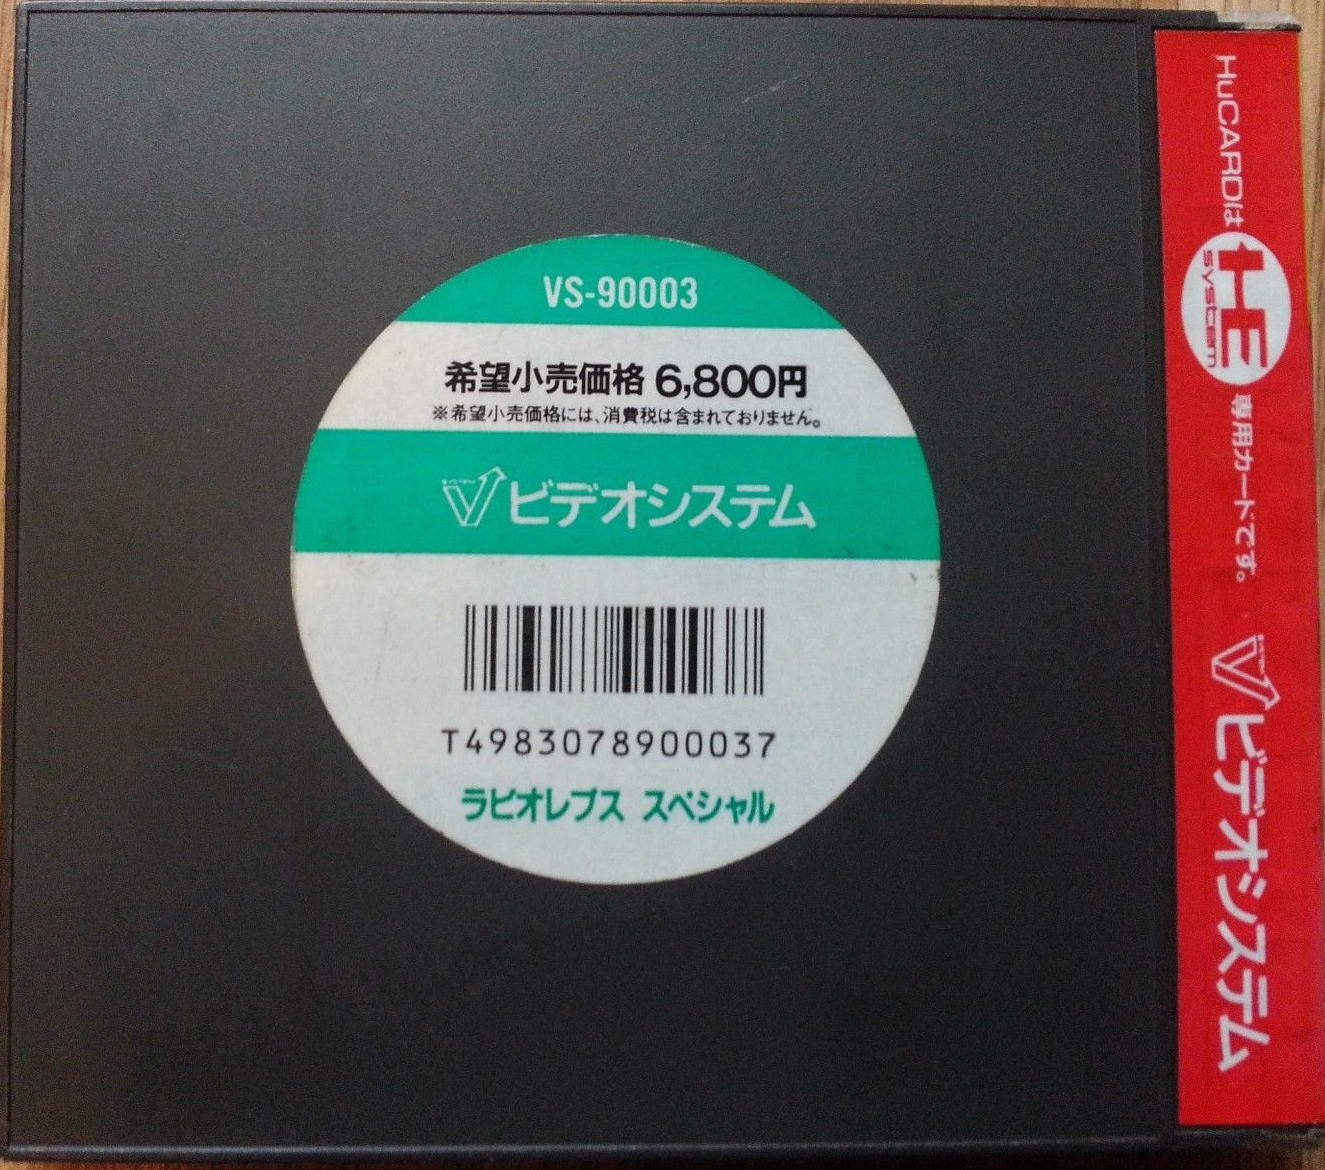 VS-90003
希望小売価格 6,800円
※希望小売価格には、消費税は含まれておりません。
ビデオシステム
T4983078900037
ラビオレプス スペシャル
HuCARDは HE SYSTEM 専用カードです。 ビデオシステム